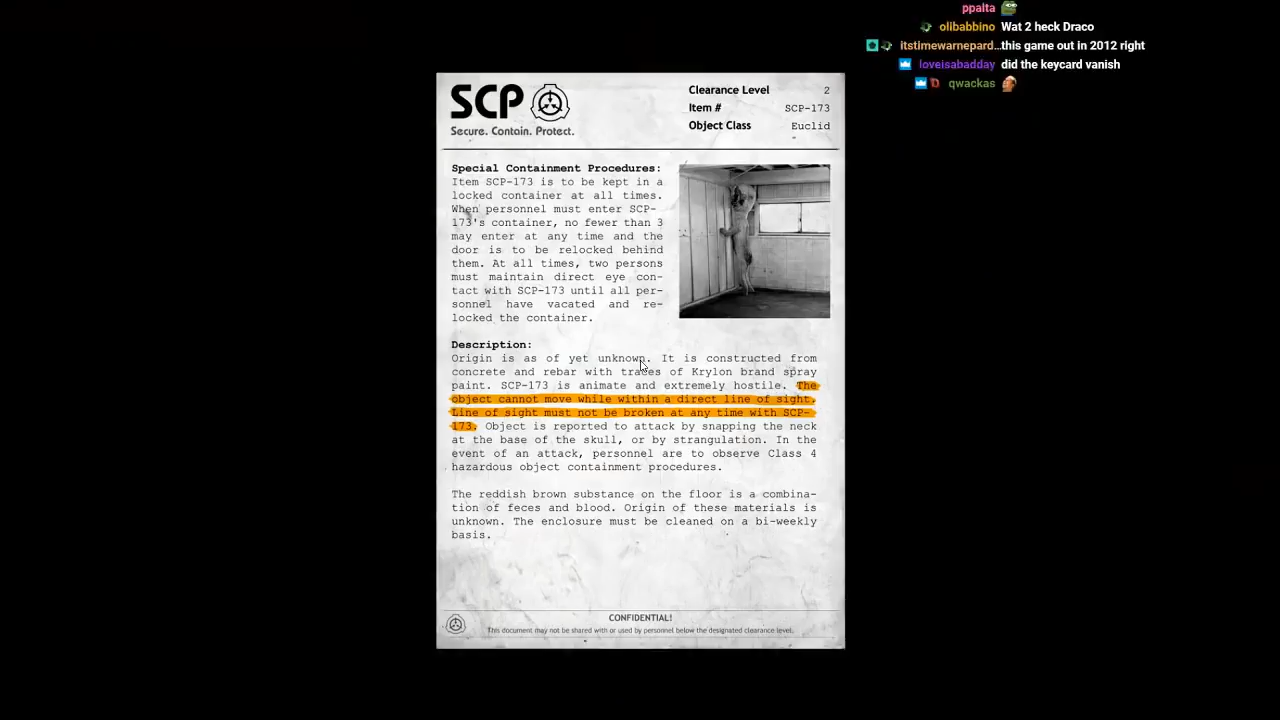 ppaita
olibabbino Wat 2 heck Draco
itstimewarnepard...this game out in 2012 right
loveisabadday did the keycard vanish
qwackas
SCP
Secure. Contain. Protect.
Clearance Level 2
Item # SCP-173
Object Class Euclid
Special Containment Procedures:
Item SCP-173 is to be kept in a
locked container at all times.
When personnel must enter SCP-
173's container, no fewer than 3
may enter at any time and the
door is to be relocked behind
them. At all times, two persons
must maintain direct eye con-
tact with SCP-173 until all per-
sonnel have vacated and re-
locked the container.
Description:
Origin is as of yet unknown. It is constructed from
concrete and rebar with traces of Krylon brand spray
paint. SCP-173 is animate and extremely hostile. The
object cannot move while within a direct line of sight.
Line of sight must not be broken at any time with SCP-
173. Object is reported to attack by snapping the neck
at the base of the skull, or by strangulation. In the
event of an attack, personnel are to observe Class 4
hazardous object containment procedures.
The reddish brown substance on the floor is a combina-
tion of feces and blood. Origin of these materials is
unknown. The enclosure must be cleaned on a bi-weekly
basis.
CONFIDENTIAL!
This document may not be shared with or used by personnel below the designated clearance level.